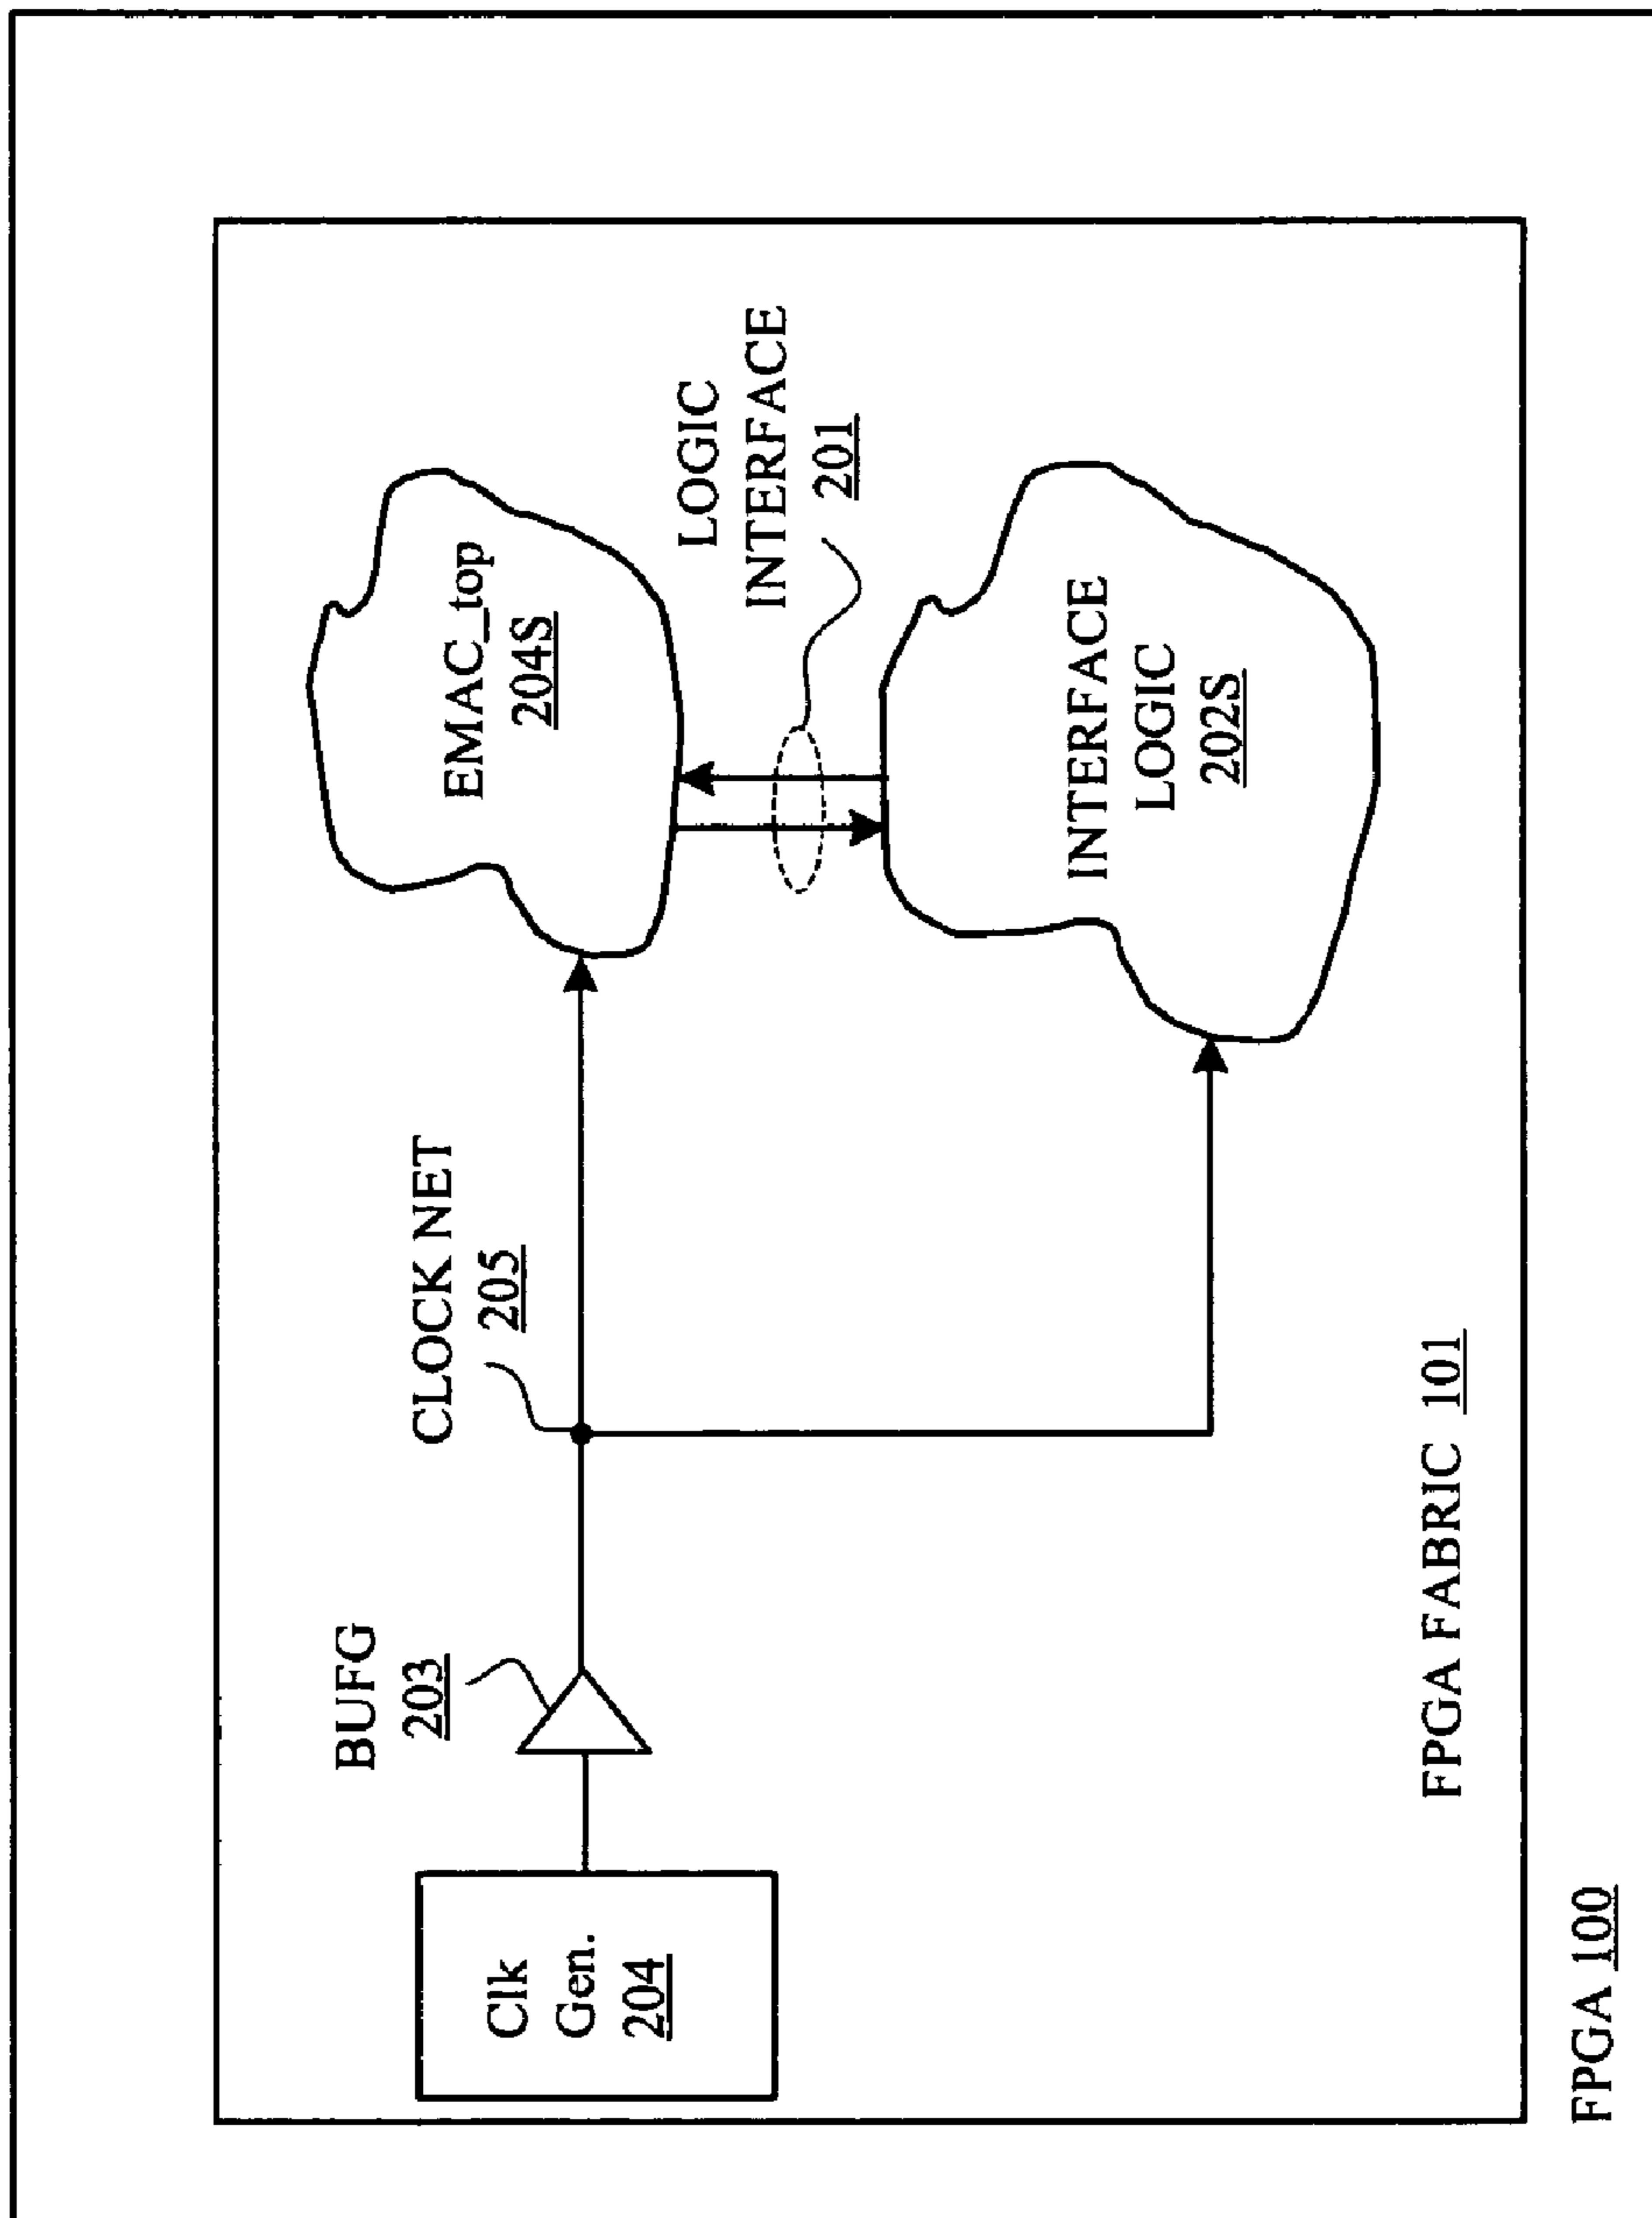 BUFG
203
CLOCK NET
205
EMAC_top
204S
Clk
Gen.
204
LOGIC
INTERFACE
201
INTERFACE
LOGIC
202S
FPGA FABRIC 101
FPGA 100